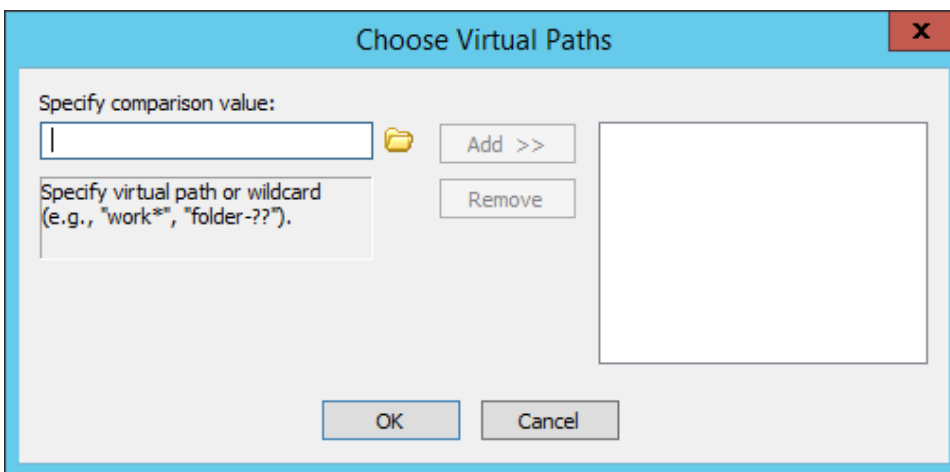 Choose Virtual Paths
x
Specify comparison value:
Add >>
Specify virtual path or wildcard
(e.g., "work*", "folder-??").
Remove
OK
Cancel